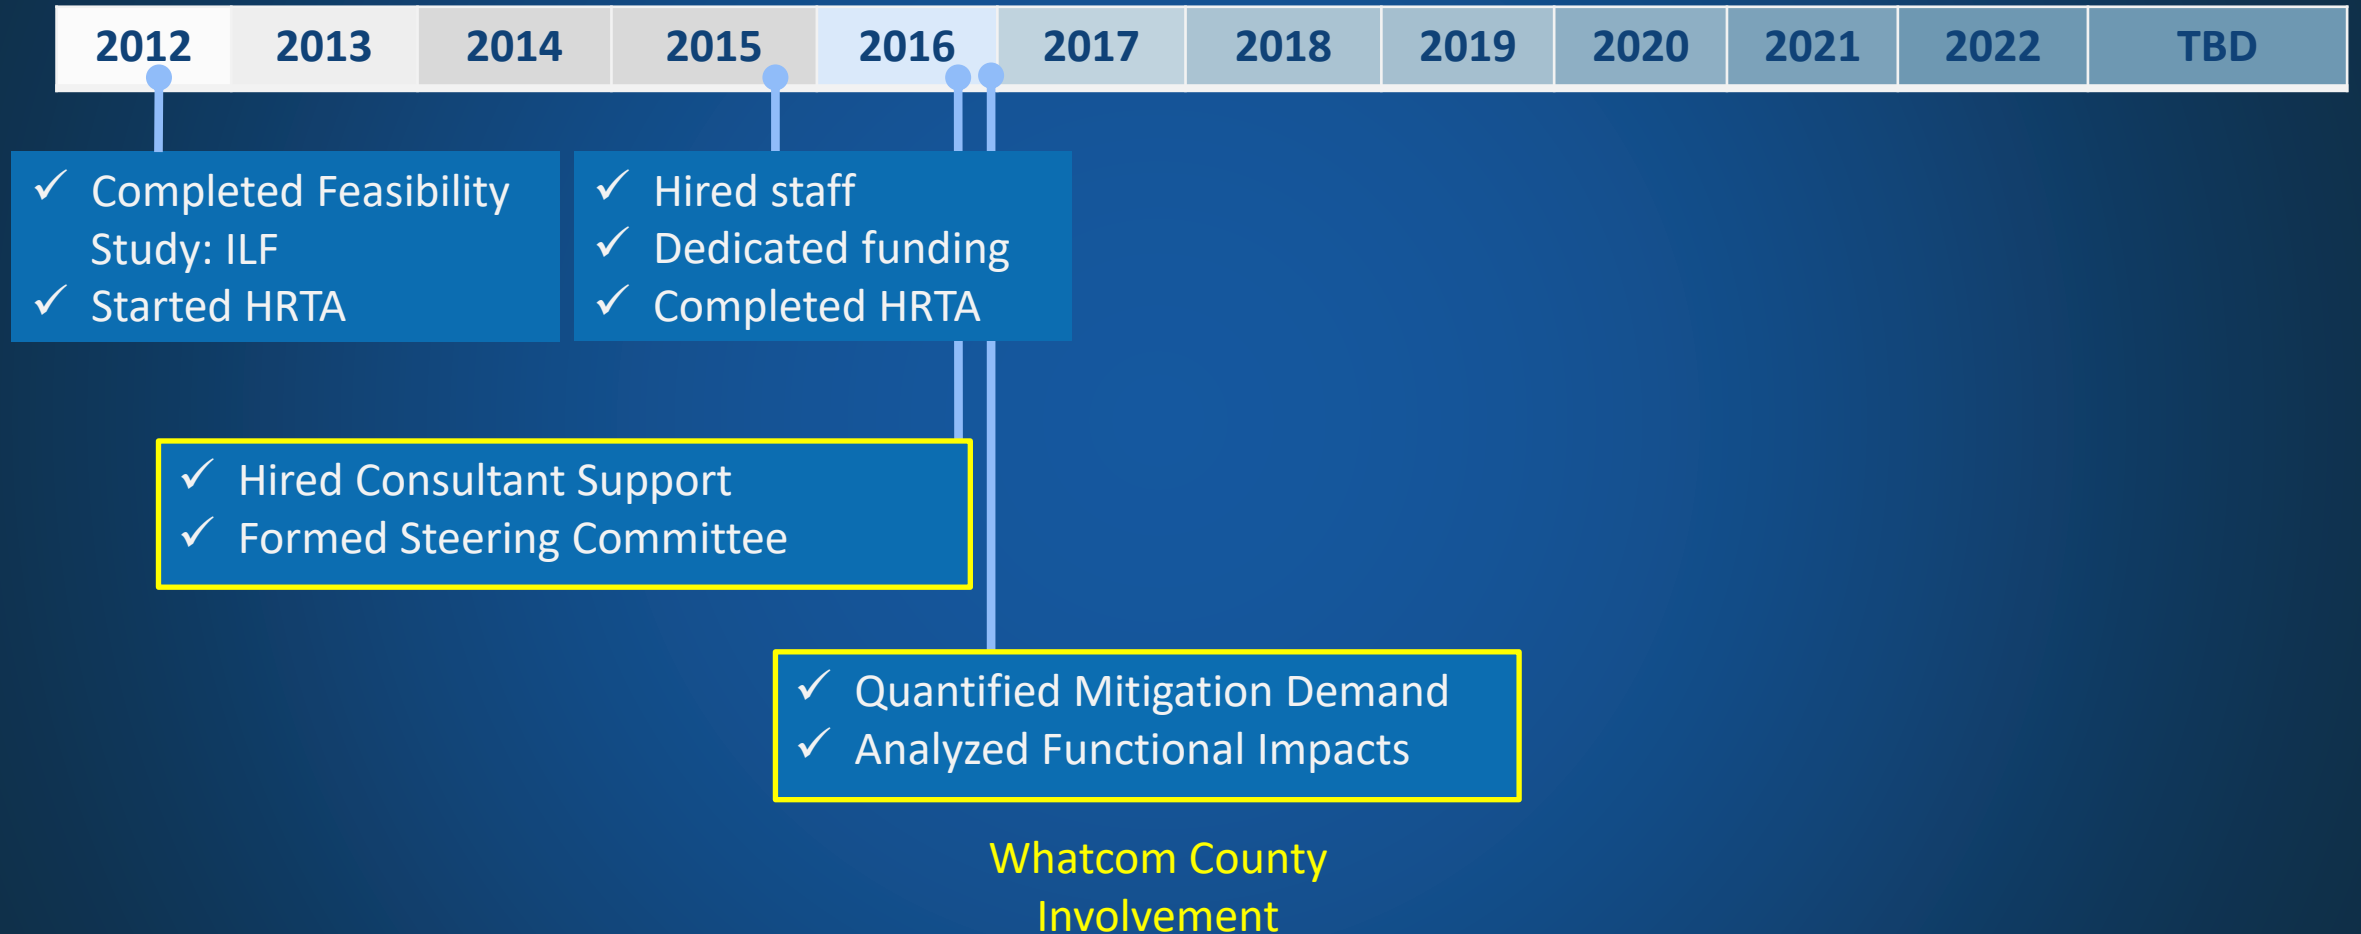 2012 2013 2014 2015 2016 2017 2018 2019 2020 2021 2022 TBD
✓ Completed Feasibility
Study: ILF
✓ Started HRTA
✓ Hired staff
✓ Dedicated funding
✓ Completed HRTA
✓ Hired Consultant Support
✓ Formed Steering Committee
✓ Quantified Mitigation Demand
✓ Analyzed Functional Impacts
Whatcom County
Involvement